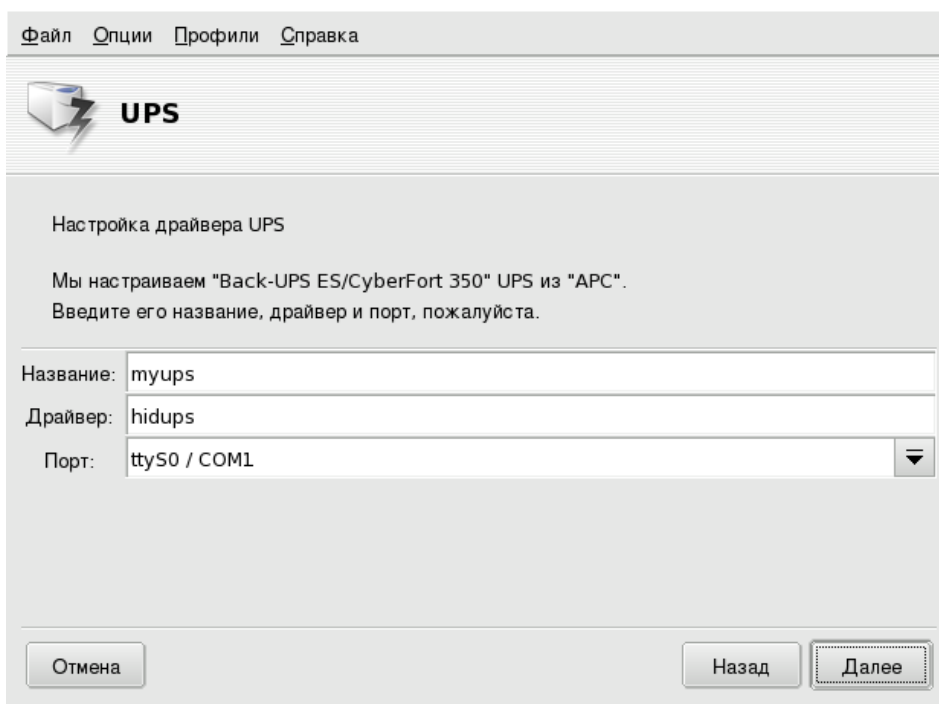 Файл Опции Профили Справка
UPS
Настройка драйвера UPS
Мы настраиваем "Back-UPS ES/CyberFort 350" UPS из "APC".
Введите его название, драйвер и порт, пожалуйста.
Название: myups
Драйвер: hidups
Порт: ttyS0 / COM1
Отмена Назад Далее